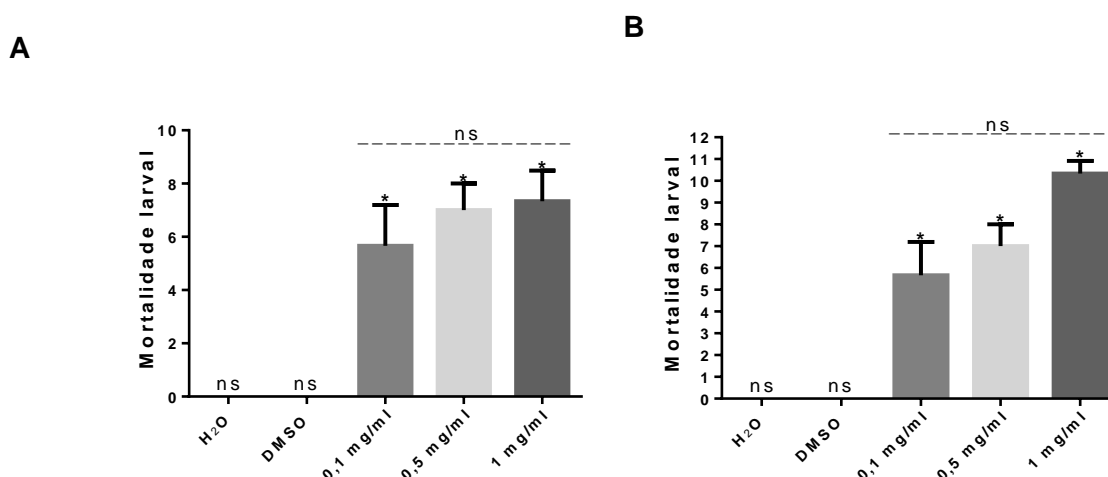 A
Mortalidade larval
10
8
6
4
2
0
ns
ns
ns
*
*
*
H₂O
DMSO
0,1 mg/ml
0,5 mg/ml
1 mg/ml
B
Mortalidade larval
12
11
10
9
8
7
6
5
4
3
2
1
0
ns
ns
ns
*
*
*
H₂O
DMSO
0,1 mg/ml
0,5 mg/ml
1 mg/ml